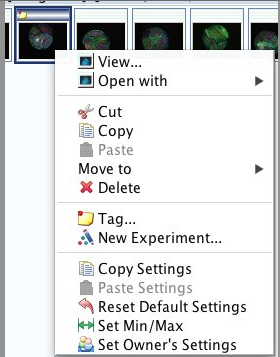 View...
Open with
Cut
Copy
Paste
Move to
Delete
Tag...
New Experiment...
Copy Settings
Paste Settings
Reset Default Settings
Set Min/Max
Set Owner's Settings